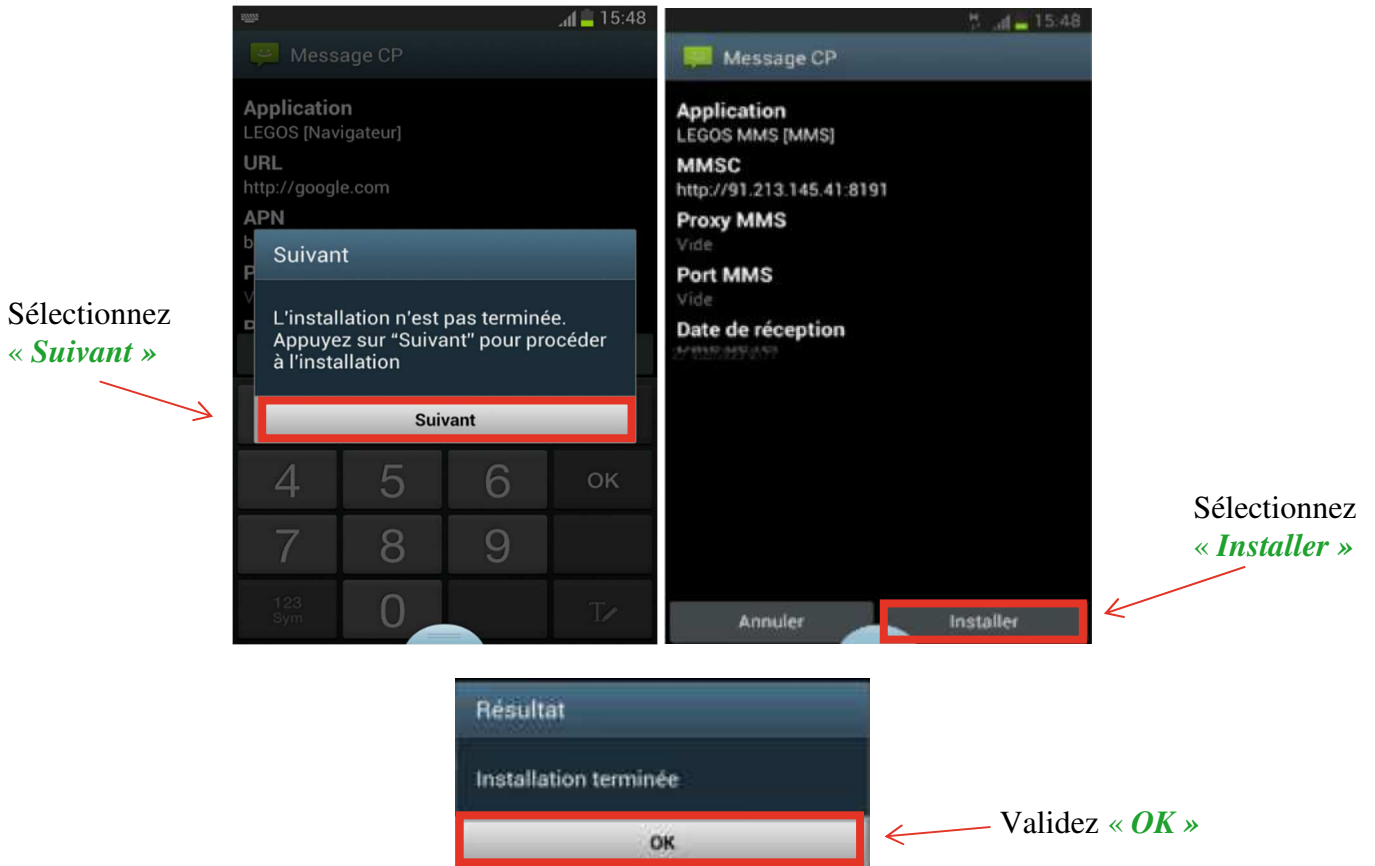 15:48
Message CP
Application
LEGOS [Navigateur]
URL
http://google.com
APN
Suivant
L'installation n'est pas terminée.
Appuyez sur “Suivant” pour procéder
à l'installation
Suivant
4 5 6 OK
7 8 9
123
Sym
0
Sélectionnez
« Suivant »
15:48
Message CP
Application
LEGOS MMS [MMS]
MMSC
http://91.213.145.41:8191
Proxy MMS
Vide
Port MMS
Vide
Date de réception
Annuler Installer
Sélectionnez
« Installer »
Résultat
Installation terminée
OK
Validez « OK »